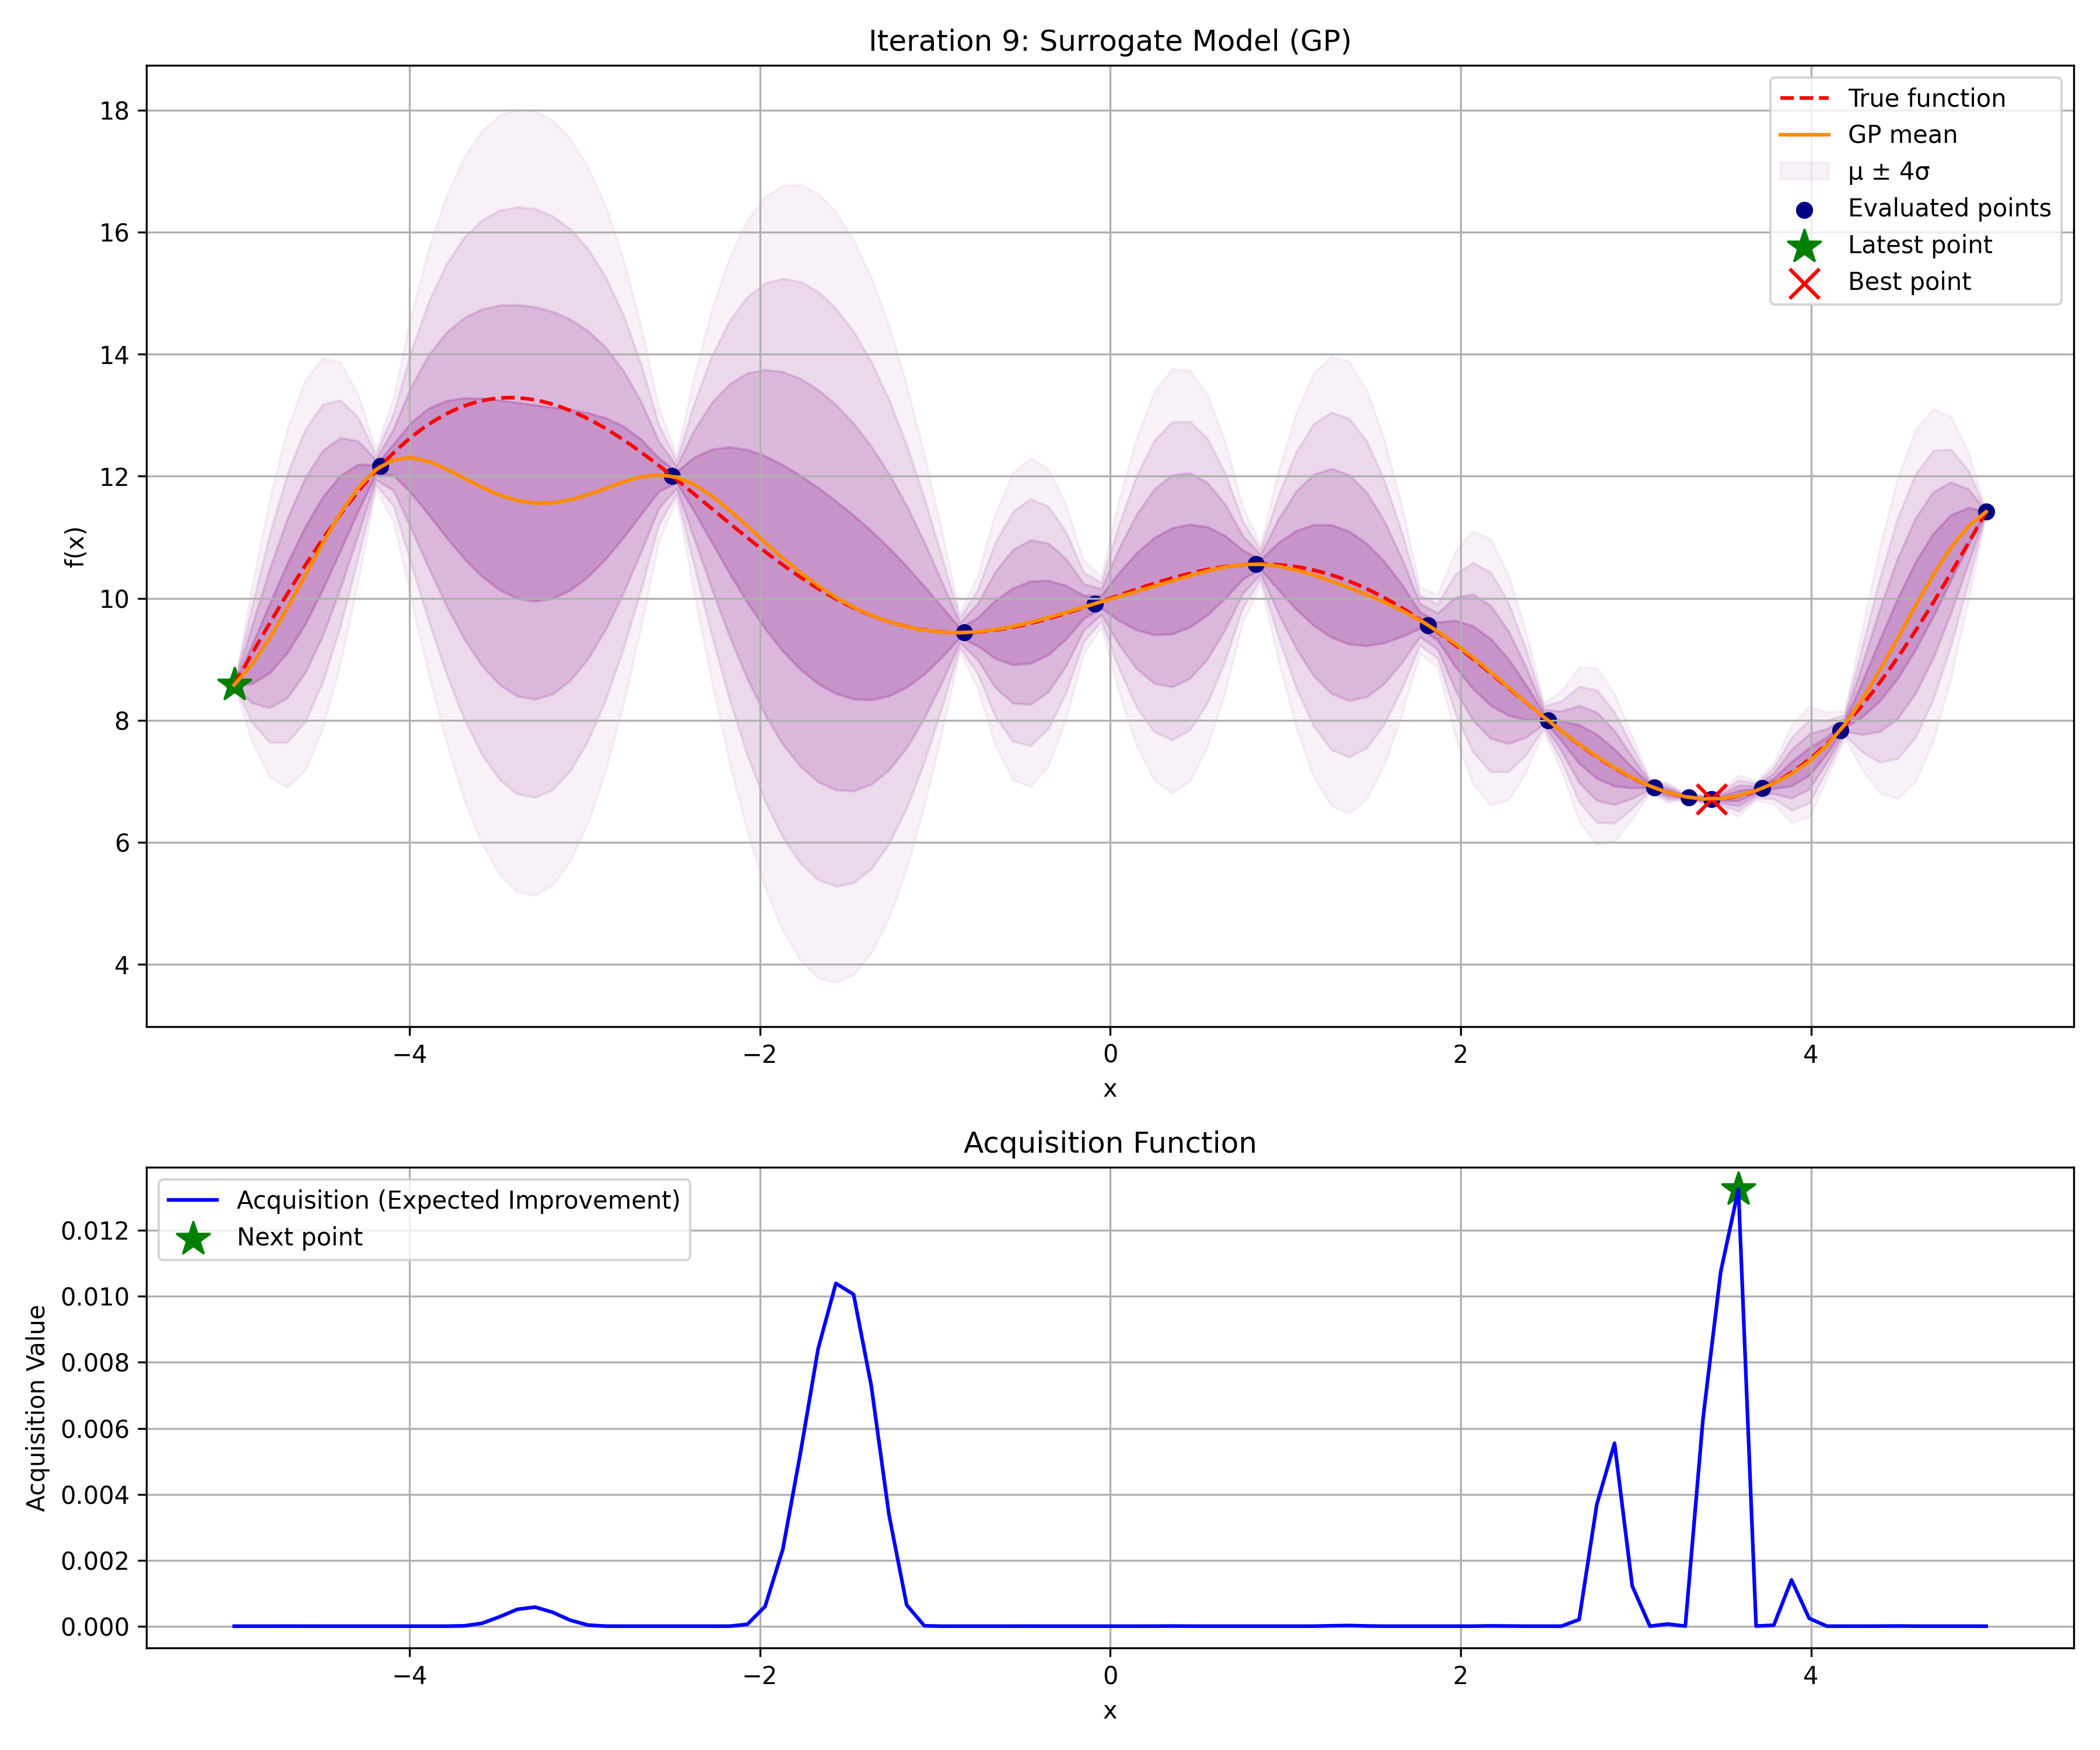 Iteration 9: Surrogate Model (GP)
18
16
14
12
10
8
6
4
f(x)
True function
GP mean
μ ± 4σ
Evaluated points
Latest point
Best point
−4
−2
0
2
4
x
Acquisition Function
Acquisition (Expected Improvement)
Next point
0.012
0.010
0.008
0.006
0.004
0.002
0.000
Acquisition Value
−4
−2
0
2
4
x